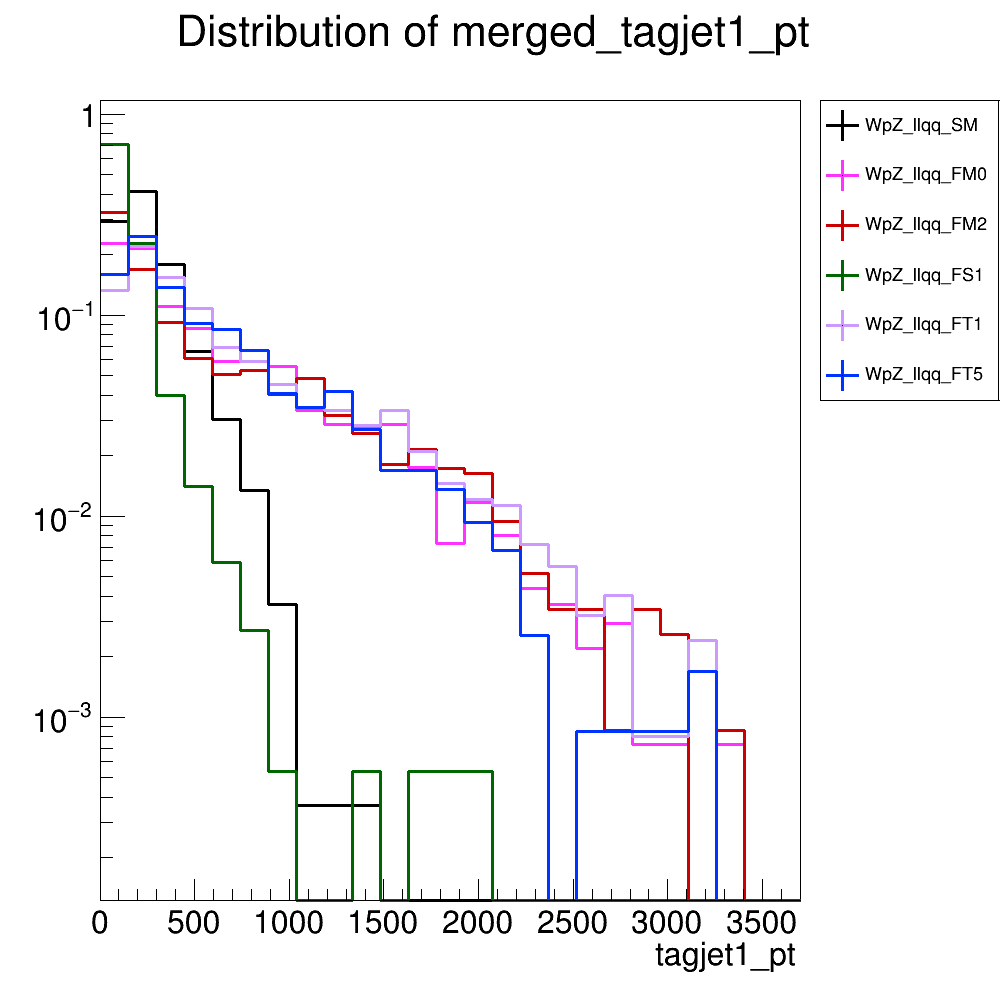 Distribution of merged_tagjet1_pt
1
10⁻¹
10⁻²
10⁻³
0 500 1000 1500 2000 2500 3000 3500
tagjet1_pt
WpZ_llqq_SM
WpZ_llqq_FM0
WpZ_llqq_FM2
WpZ_llqq_FS1
WpZ_llqq_FT1
WpZ_llqq_FT5